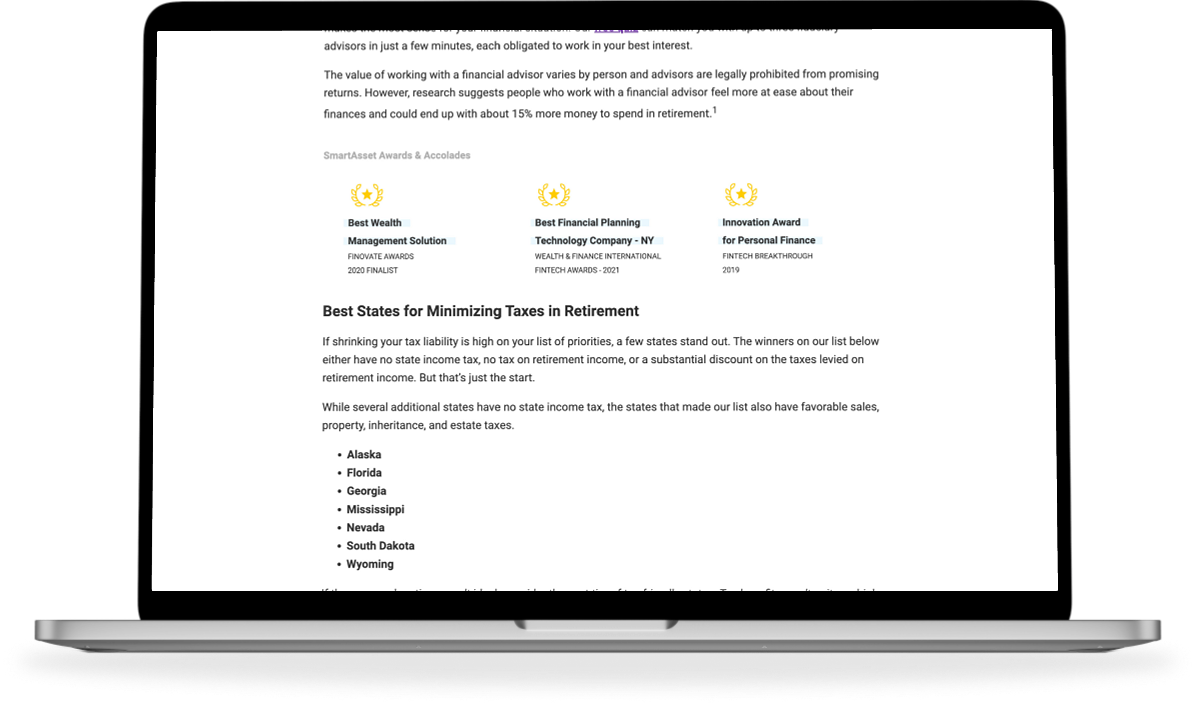 advisors in just a few minutes, each obligated to work in your best interest.
The value of working with a financial advisor varies by person and advisors are legally prohibited from promising
returns. However, research suggests people who work with a financial advisor feel more at ease about their
finances and could end up with about 15% more money to spend in retirement.1
SmartAsset Awards & Accolades
Best Wealth
Management Solution
FINOVATE AWARDS
2020 FINALIST
Best Financial Planning
Technology Company - NY
WEALTH & FINANCE INTERNATIONAL
FINTECH AWARDS - 2021
Innovation Award
for Personal Finance
FINTECH BREAKTHROUGH
2019
Best States for Minimizing Taxes in Retirement
If shrinking your tax liability is high on your list of priorities, a few states stand out. The winners on our list below
either have no state income tax, no tax on retirement income, or a substantial discount on the taxes levied on
retirement income. But that's just the start.
While several additional states have no state income tax, the states that made our list also have favorable sales,
property, inheritance, and estate taxes.
• Alaska
• Florida
• Georgia
• Mississippi
• Nevada
• South Dakota
• Wyoming